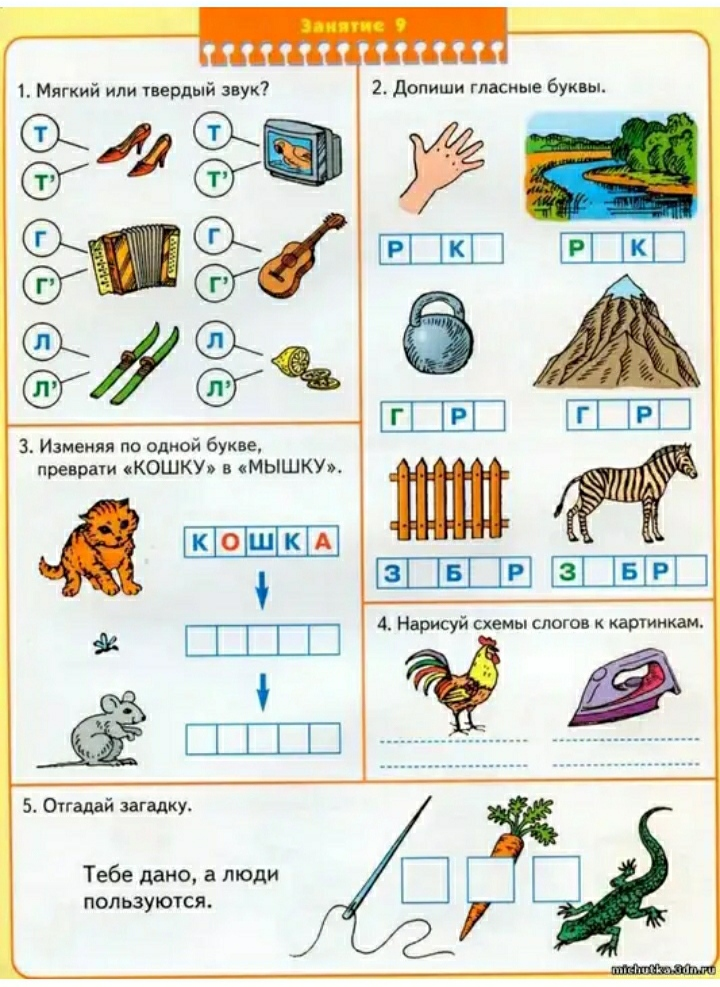 Занятие 9
1. Мягкий или твердый звук?
Т
Т’
Т
Т’
Г
Г’
Г
Г’
Л
Л’
Л
Л’
2. Допиши гласные буквы.
Р К
Р К
Г Р
Г Р
З Б Р
З Б Р
3. Изменяя по одной букве,
преврати «КОШКУ» в «МЫШКУ».
К О Ш К А
4. Нарисуй схемы слогов к картинкам.
5. Отгадай загадку.
Тебе дано, а люди
пользуются.
michutka.3dn.ru